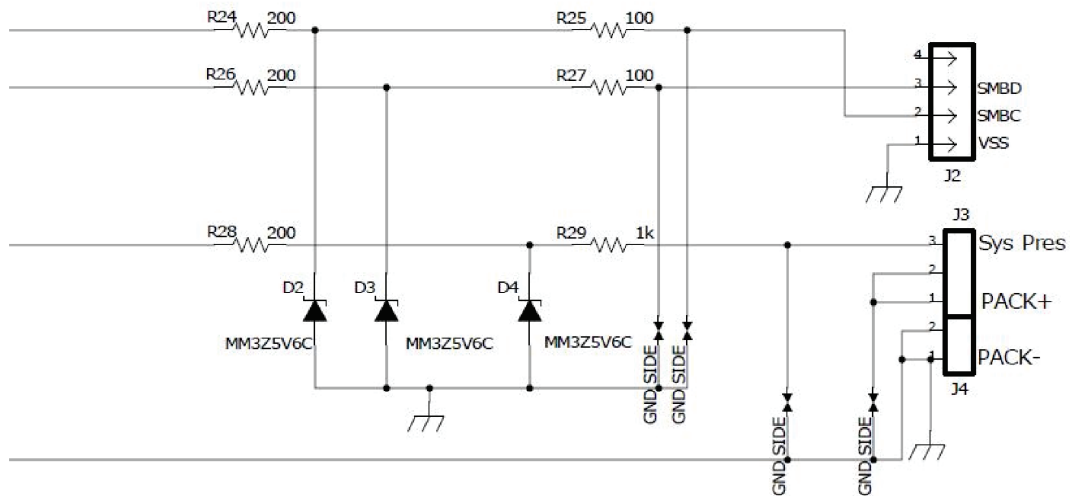 R24 200 R25 100
R26 200 R27 100
4
3 SMBD
2 SMBC
1 VSS
J2
R28 200 R29 1k
J3
3 Sys Pres
2
1 PACK+
2
1 PACK-
J4
D2 D3 D4
MM3Z5V6C MM3Z5V6C MM3Z5V6C
GND SIDE
GND SIDE
GND SIDE
GND SIDE